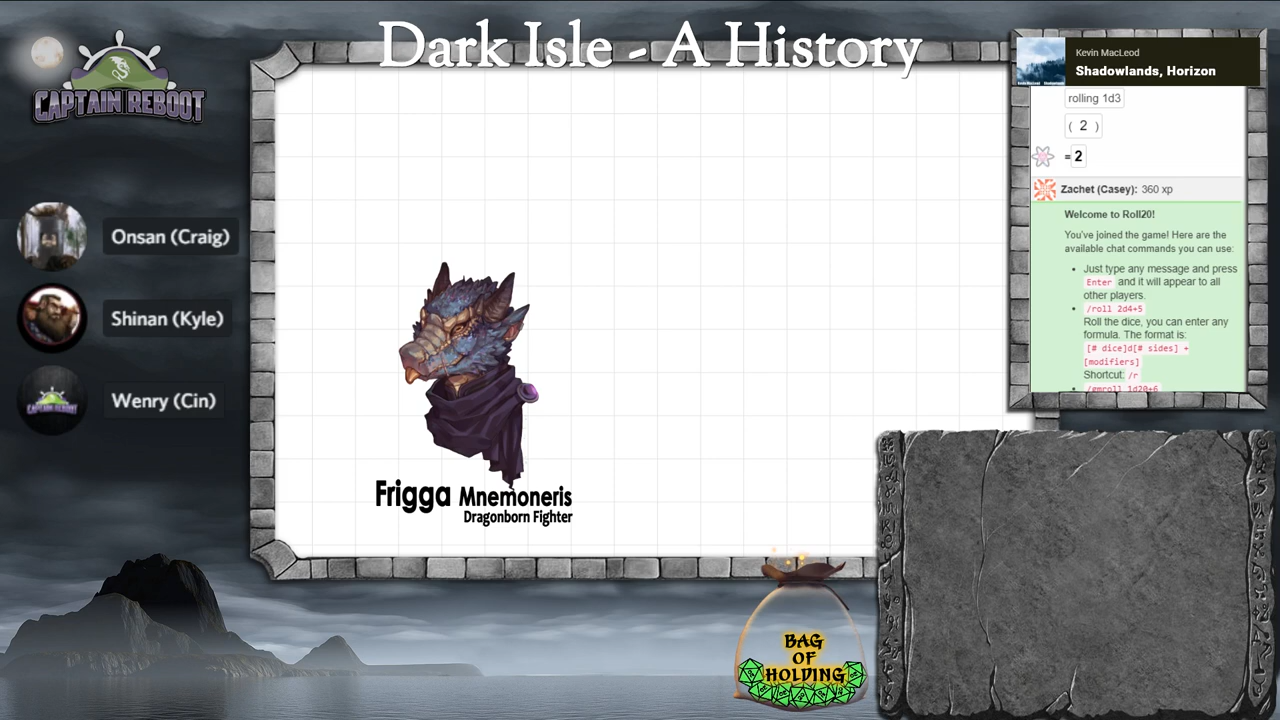 Dark Isle - A History
CAPTAIN REBOOT
Onsan (Craig)
Shinan (Kyle)
Wenry (Cin)
Frigga Mnemoneris
Dragonborn Fighter
Kevin MacLeod
Shadowlands, Horizon
rolling 1d3
( 2 )
= 2
Zachet (Casey): 360 xp
Welcome to Roll20!
You've joined the game! Here are the
available chat commands you can use:
• Just type any message and press
Enter and it will appear to all
other players.
• /roll 2d4+5
Roll the dice, you can enter any
formula. The format is:
[# dice]d[# sides] +
[modifiers]
Shortcut: /r
• /gmroll 1d20+6
BAG
OF
HOLDING